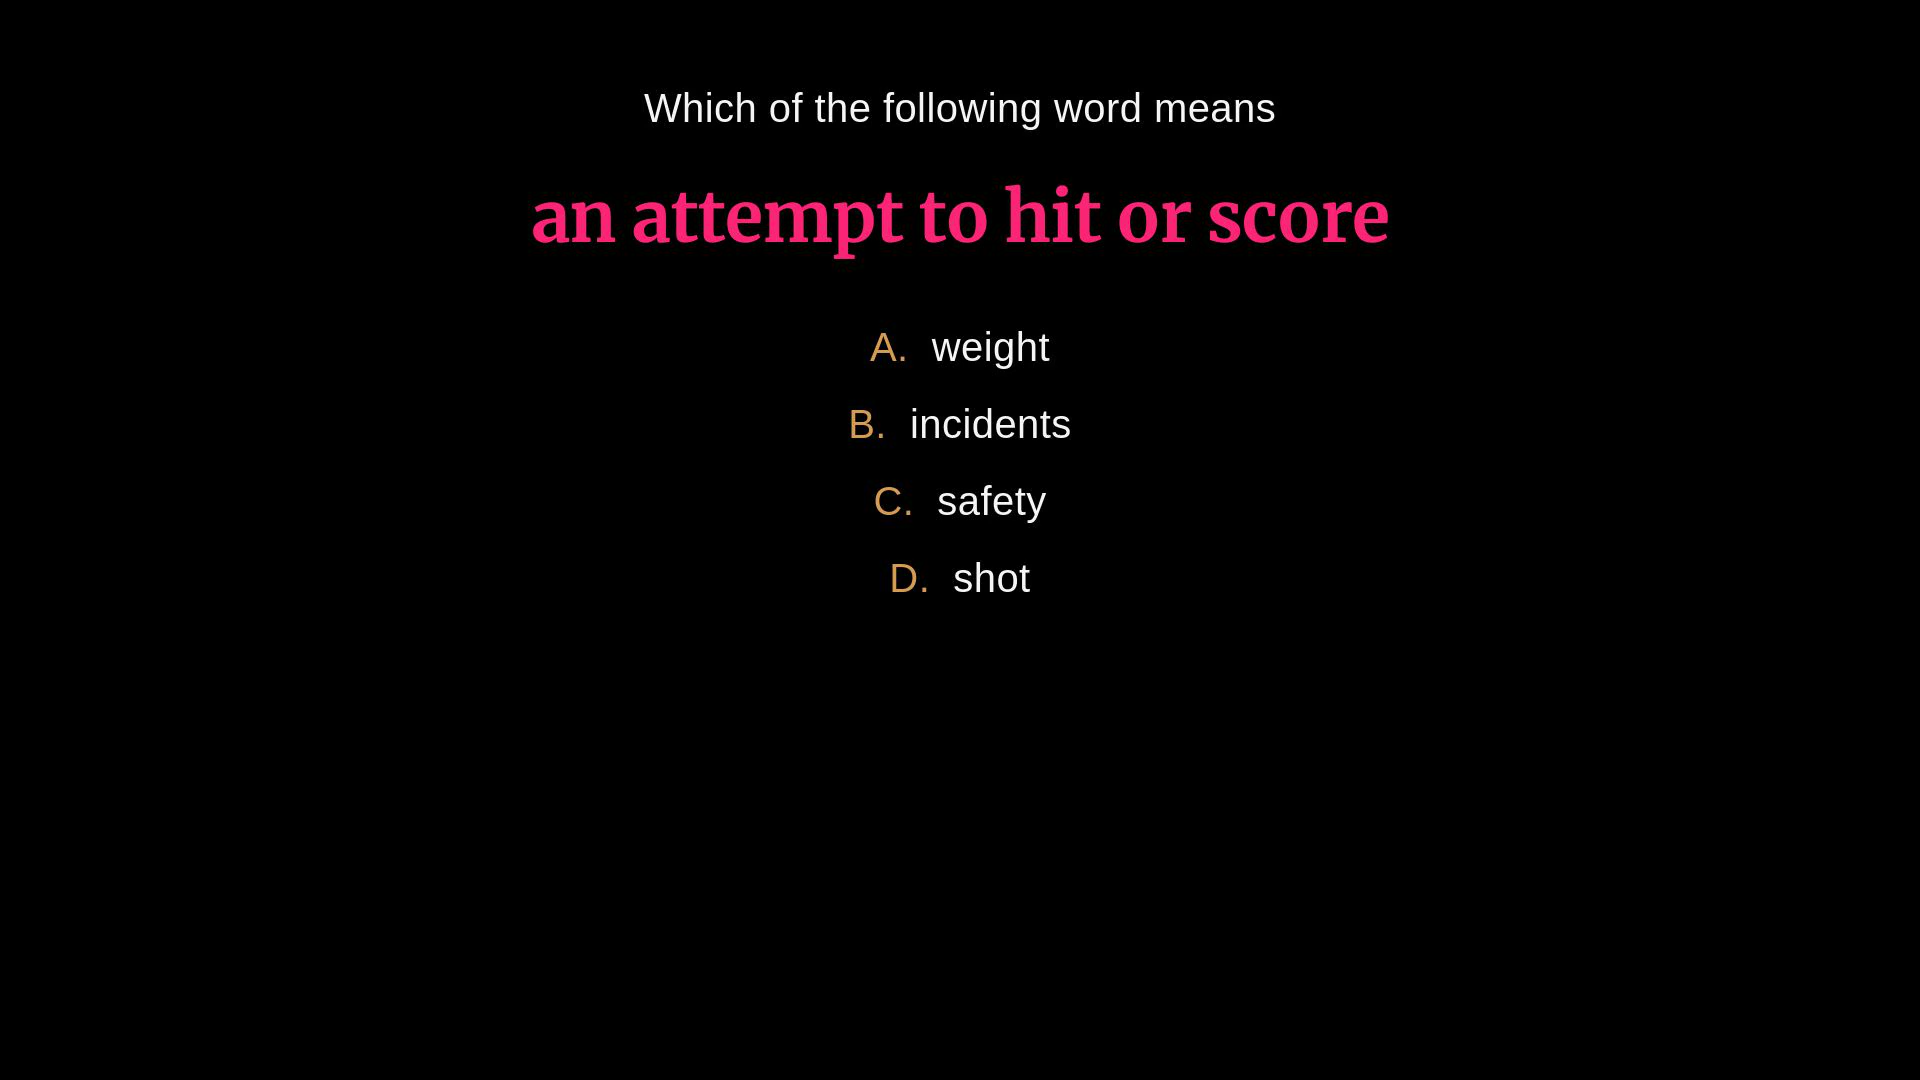 Which of the following word means
an attempt to hit or score
A. weight
B. incidents
C. safety
D. shot